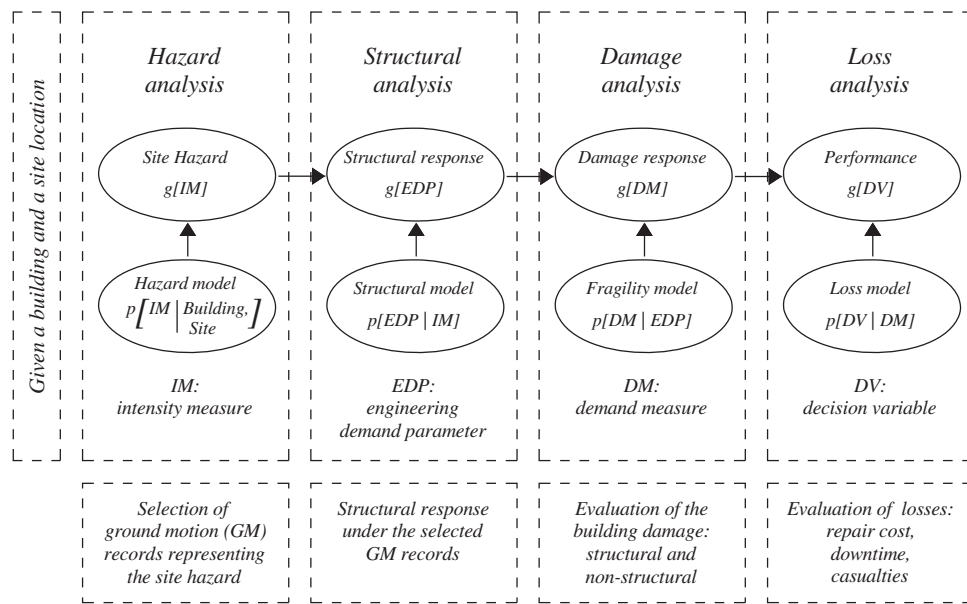 Given a building and a site location
Hazard
analysis
Site Hazard
g[IM]
Hazard model
p[IM | Building,
Site]
IM:
intensity measure
Selection of
ground motion (GM)
records representing
the site hazard
Structural
analysis
Structural response
g[EDP]
Structural model
p[EDP | IM]
EDP:
engineering
demand parameter
Structural response
under the selected
GM records
Damage
analysis
Damage response
g[DM]
Fragility model
p[DM | EDP]
DM:
demand measure
Evaluation of the
building damage:
structural and
non-structural
Loss
analysis
Performance
g[DV]
Loss model
p[DV | DM]
DV:
decision variable
Evaluation of losses:
repair cost,
downtime,
casualties